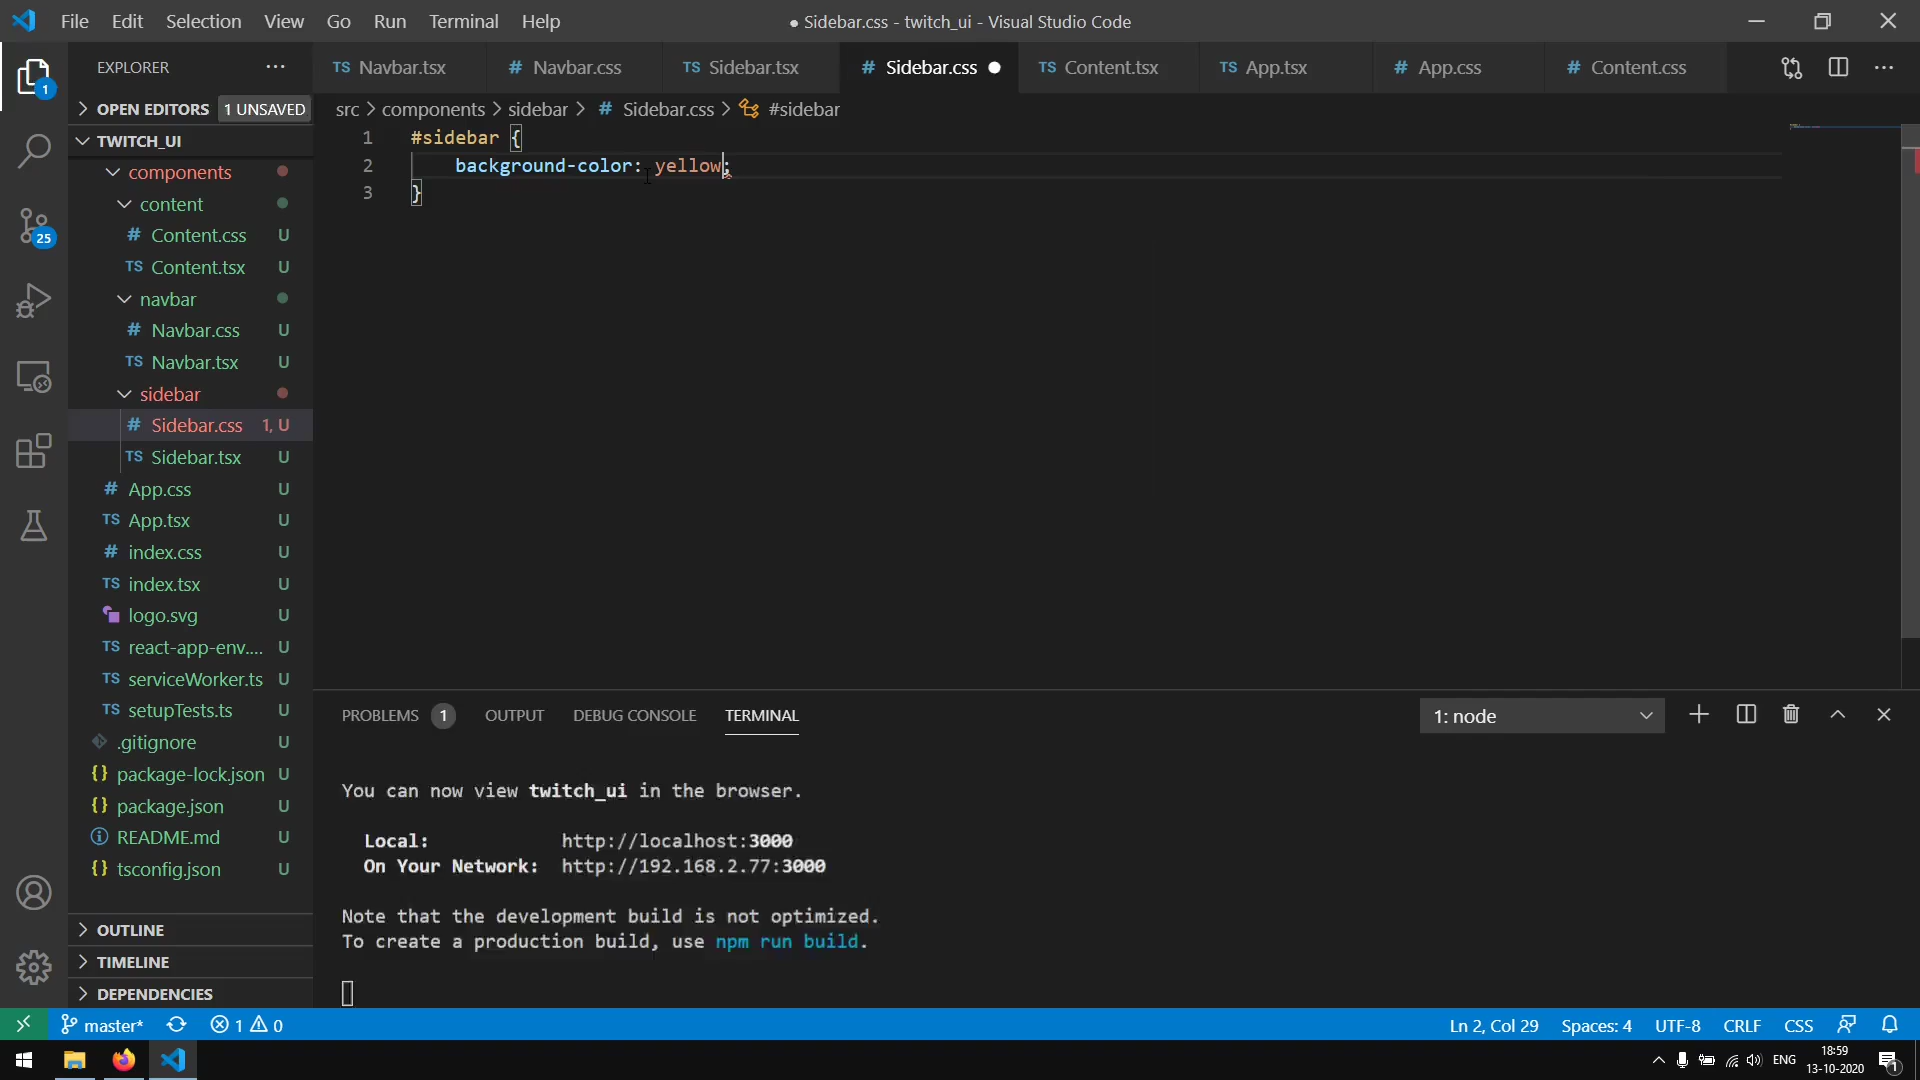 File Edit Selection View Go Run Terminal Help
● Sidebar.css - twitch_ui - Visual Studio Code
EXPLORER
TS Navbar.tsx # Navbar.css TS Sidebar.tsx # Sidebar.css TS Content.tsx TS App.tsx # App.css # Content.css
OPEN EDITORS 1 UNSAVED
src > components > sidebar > # Sidebar.css > #sidebar
TWITCH_UI
components
content
# Content.css U
TS Content.tsx U
navbar
# Navbar.css U
TS Navbar.tsx U
sidebar
# Sidebar.css 1, U
TS Sidebar.tsx U
# App.css U
TS App.tsx U
# index.css U
TS index.tsx U
logo.svg U
TS react-app-env.... U
TS serviceWorker.ts U
TS setupTests.ts U
.gitignore U
{} package-lock.json U
{} package.json U
README.md U
{} tsconfig.json U
OUTLINE
TIMELINE
DEPENDENCIES
1
25
1 #sidebar {
2 background-color: yellow;
3 }
PROBLEMS 1 OUTPUT DEBUG CONSOLE TERMINAL
1: node
You can now view twitch_ui in the browser.
Local: http://localhost:3000
On Your Network: http://192.168.2.77:3000
Note that the development build is not optimized.
To create a production build, use npm run build.
master* 1 0
Ln 2, Col 29 Spaces: 4 UTF-8 CRLF CSS
ENG 18:59
13-10-2020
1